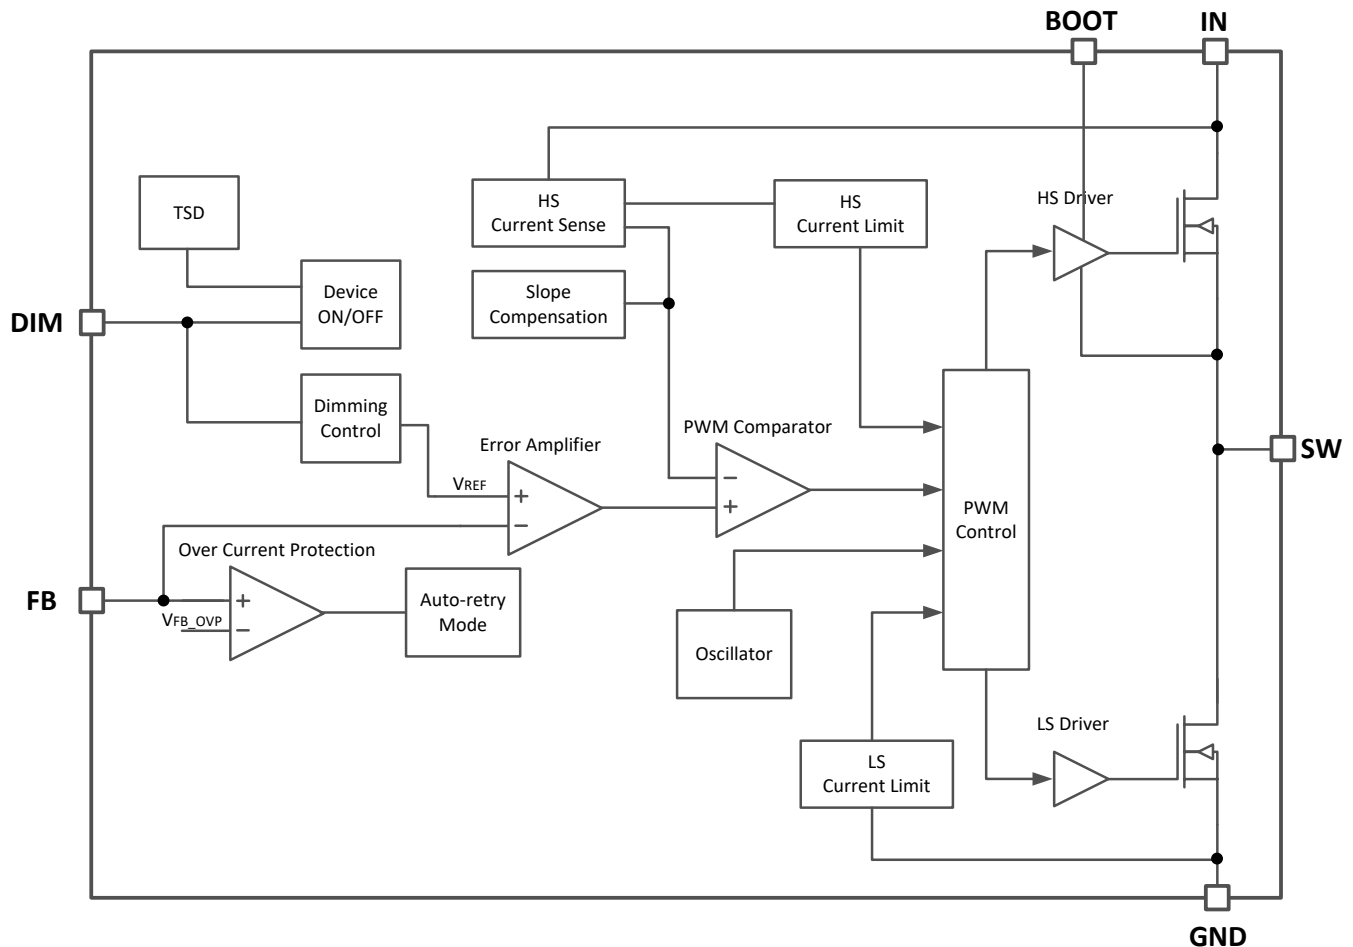 BOOT
IN
TSD
HS
Current Sense
HS
Current Limit
HS Driver
Device
ON/OFF
Slope
Compensation
DIM
Dimming
Control
Error Amplifier
PWM Comparator
VREF
+
−
−
+
PWM
Control
SW
Over Current Protection
FB
+
−
VFB_OVP
Auto-retry
Mode
Oscillator
LS Driver
LS
Current Limit
GND